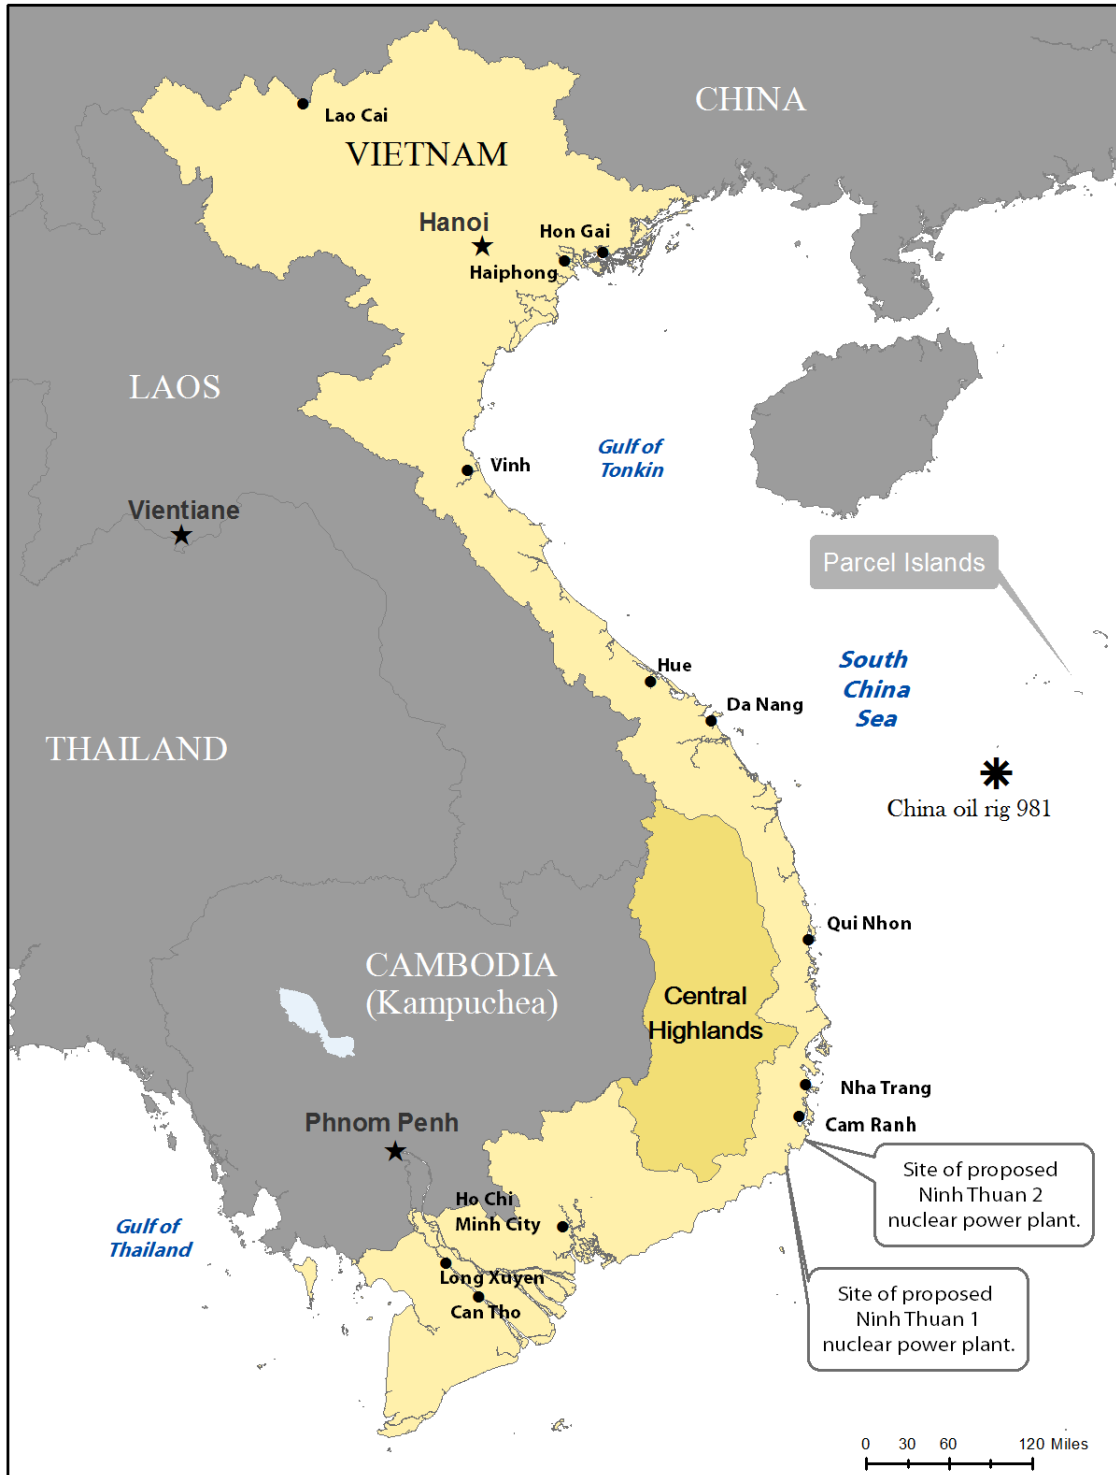 CHINA
Lao Cai
VIETNAM
Hanoi
Hon Gai
Haiphong
LAOS
Gulf of
Tonkin
Vinh
Vientiane
Parcel Islands
Hue
South
China
Sea
Da Nang
THAILAND
China oil rig 981
Qui Nhon
CAMBODIA
(Kampuchea)
Central
Highlands
Nha Trang
Cam Ranh
Phnom Penh
Site of proposed
Ninh Thuan 2
nuclear power plant.
Ho Chi
Minh City
Gulf of
Thailand
Long Xuyen
Can Tho
Site of proposed
Ninh Thuan 1
nuclear power plant.
0 30 60 120 Miles